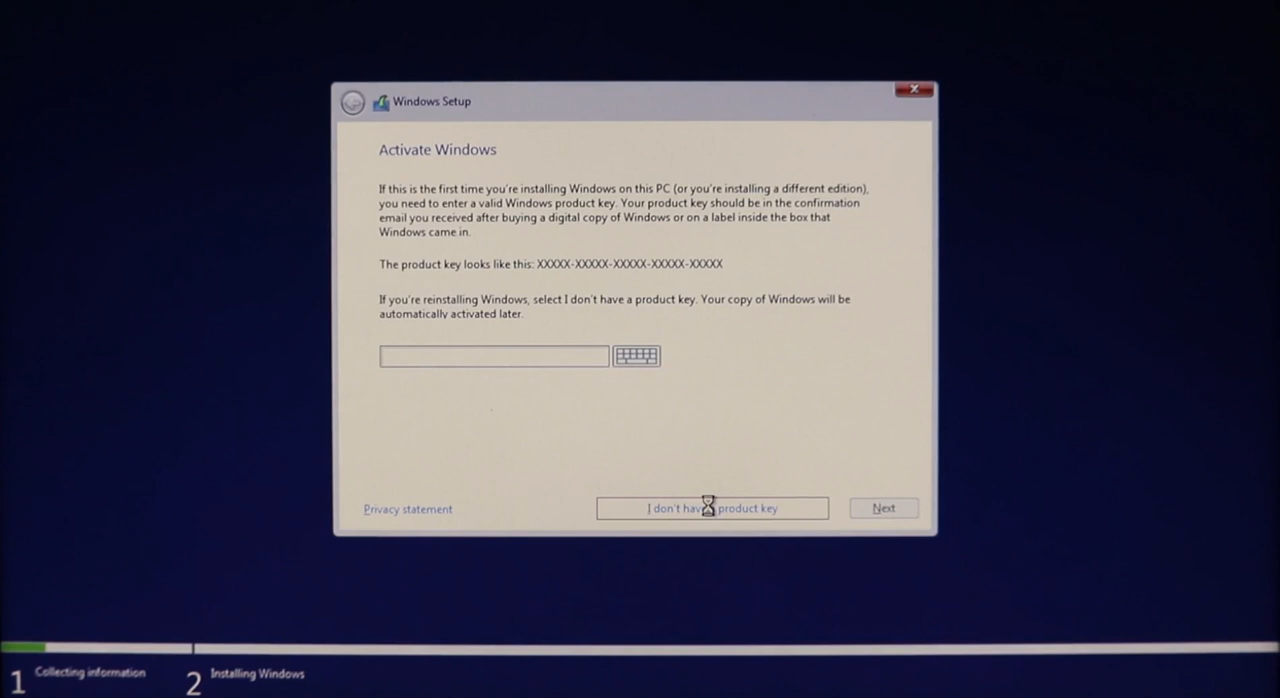 Windows Setup
Activate Windows
If this is the first time you're installing Windows on this PC (or you're installing a different edition),
you need to enter a valid Windows product key. Your product key should be in the confirmation
email you received after buying a digital copy of Windows or on a label inside the box that
Windows came in.
The product key looks like this: XXXXX-XXXXX-XXXXX-XXXXX-XXXXX
If you're reinstalling Windows, select I don't have a product key. Your copy of Windows will be
automatically activated later.
Privacy statement
I don't have product key
Next
1 Collecting information
2 Installing Windows